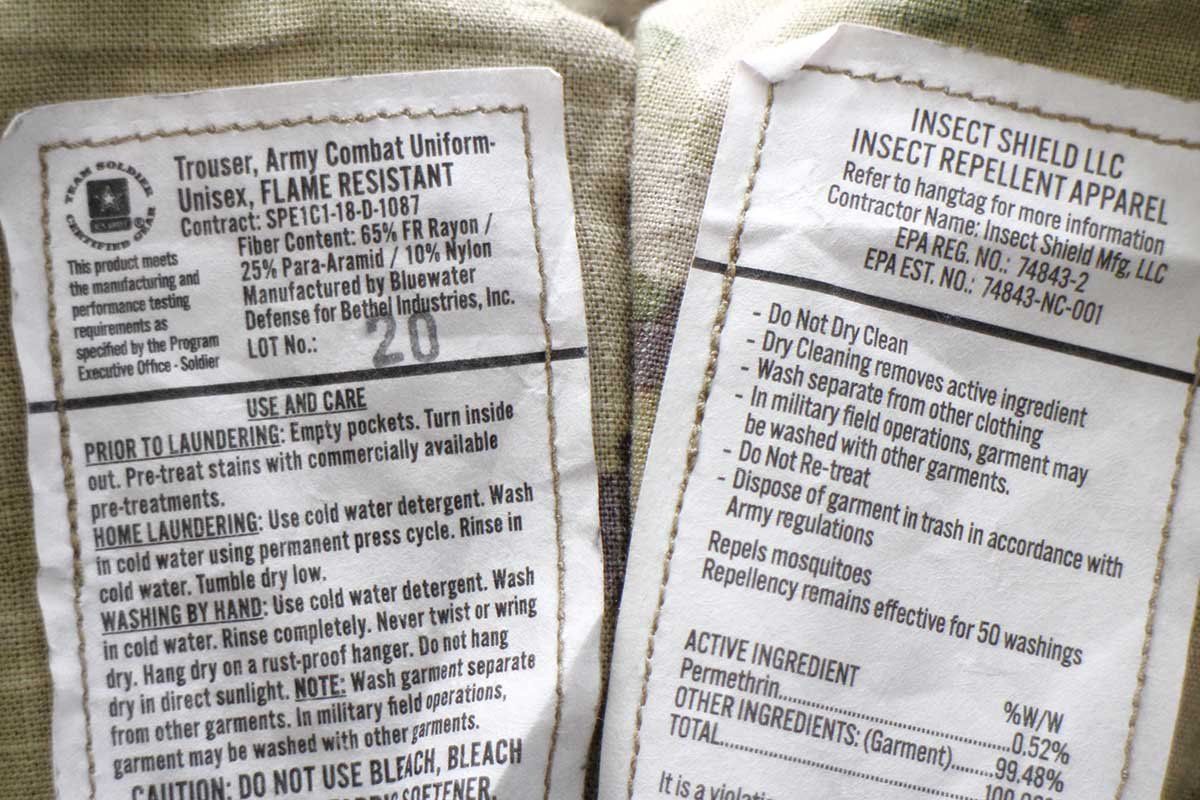 TEAM SOLDIER
CERTIFIED GEAR
Trouser, Army Combat Uniform-
Unisex, FLAME RESISTANT
Contract: SPE1C1-18-D-1087
Fiber Content: 65% FR Rayon /
25% Para-Aramid / 10% Nylon
Manufactured by Bluewater
Defense for Bethel Industries, Inc.
LOT No.: 20
This product meets
the manufacturing and
performance testing
requirements as
specified by the Program
Executive Office - Soldier
USE AND CARE
PRIOR TO LAUNDERING: Empty pockets. Turn inside
out. Pre-treat stains with commercially available
pre-treatments.
HOME LAUNDERING: Use cold water detergent. Wash
in cold water using permanent press cycle. Rinse in
cold water. Tumble dry low.
WASHING BY HAND: Use cold water detergent. Wash
in cold water. Rinse completely. Never twist or wring
dry. Hang dry on a rust-proof hanger. Do not hang
dry in direct sunlight. NOTE: Wash garment separate
from other garments. In military field operations,
garment may be washed with other garments.
CAUTION: DO NOT USE BLEACH, BLEACH
SOFTENER,
INSECT SHIELD LLC
INSECT REPELLENT APPAREL
Refer to hangtag for more information
Contractor Name: Insect Shield Mfg, LLC
EPA REG. NO.: 74843-2
EPA EST. NO.: 74843-NC-001
- Do Not Dry Clean
- Dry Cleaning removes active ingredient
- Wash separate from other clothing
- In military field operations, garment may
be washed with other garments.
- Do Not Re-treat
- Dispose of garment in trash in accordance with
Army regulations
Repels mosquitoes
Repellency remains effective for 50 washings
ACTIVE INGREDIENT
%W/W
Permethrin..............................0.52%
OTHER INGREDIENTS: (Garment).......99.48%
TOTAL.......................................100.00%
It is a